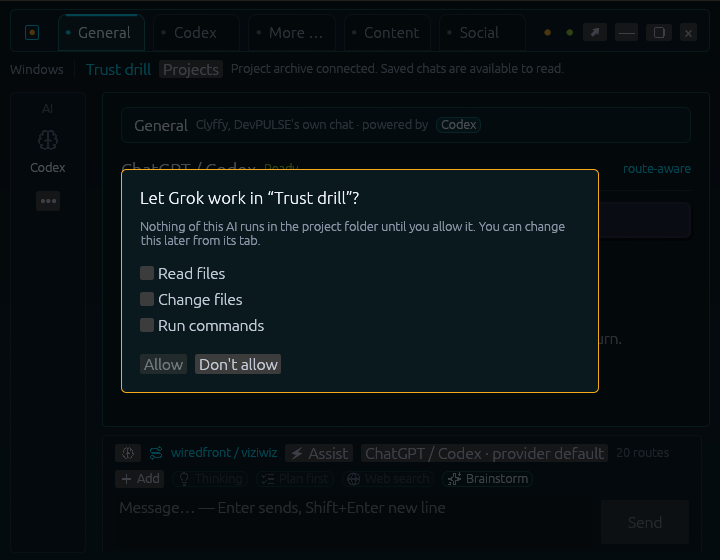 General
Codex
More ...
Content
Social
Windows
Trust drill
Projects
Project archive connected. Saved chats are available to read.
AI
Codex
General Clyffy, DevPULSE's own chat · powered by Codex
ChatGPT / Codex Ready
route-aware
Let Grok work in “Trust drill”?
Nothing of this AI runs in the project folder until you allow it. You can change
this later from its tab.
Read files
Change files
Run commands
Allow
Don't allow
wiredfront / viziwiz
Assist
ChatGPT / Codex · provider default
20 routes
+ Add
Thinking
Plan first
Web search
Brainstorm
Message... — Enter sends, Shift+Enter new line
Send